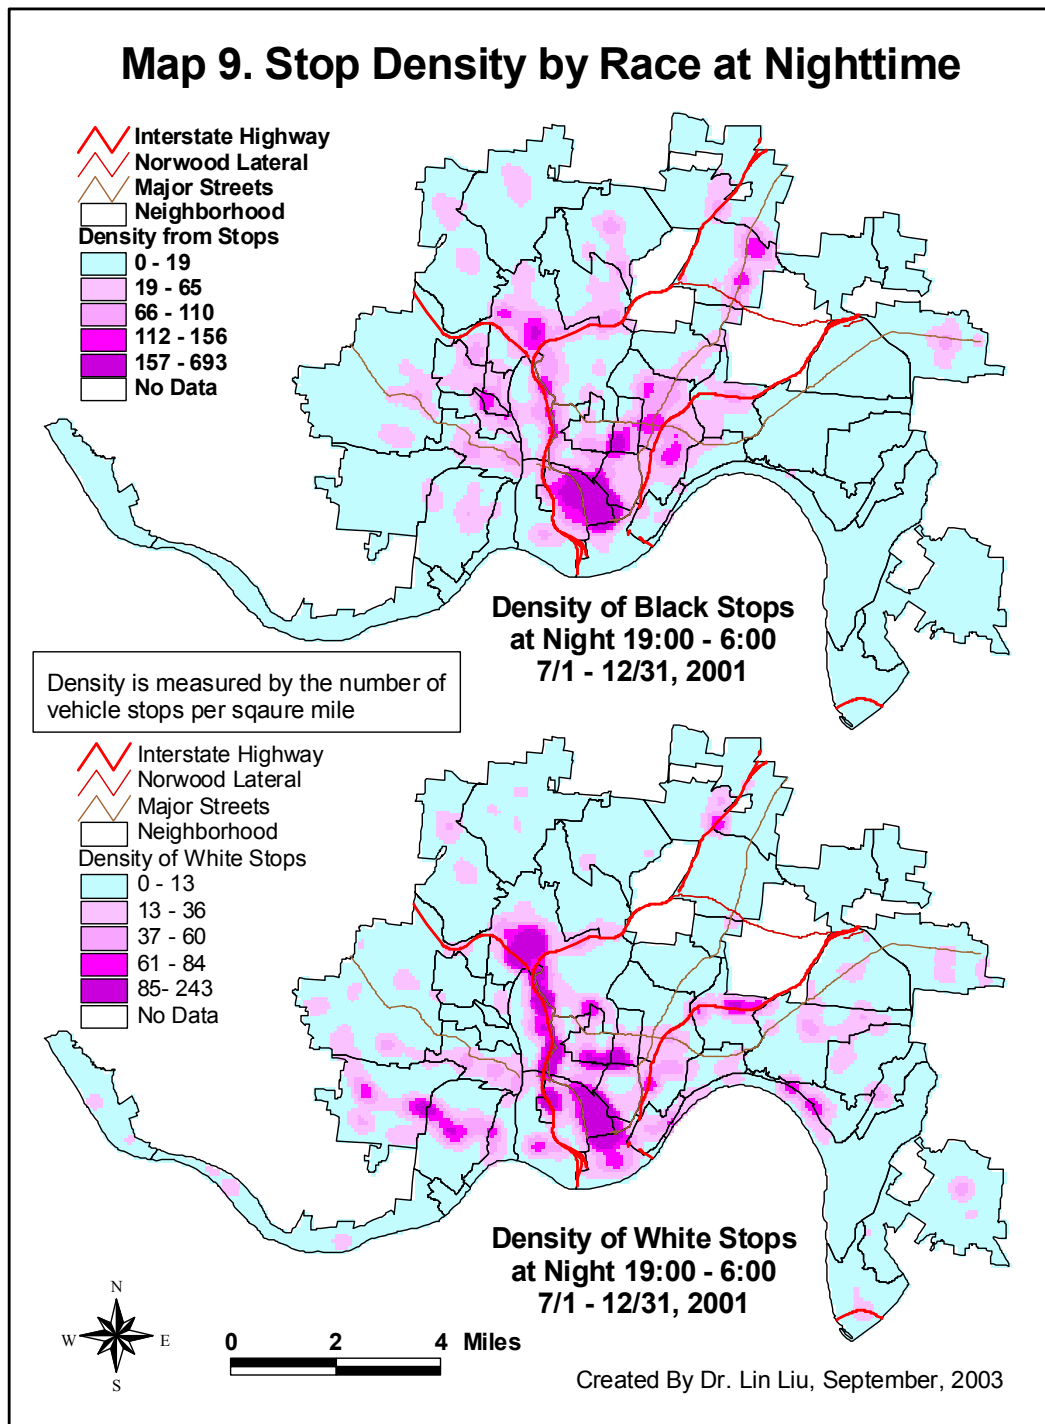 Map 9. Stop Density by Race at Nighttime
Interstate Highway
Norwood Lateral
Major Streets
Neighborhood
Density from Stops
0 - 19
19 - 65
66 - 110
112 - 156
157 - 693
No Data
Density of Black Stops
at Night 19:00 - 6:00
7/1 - 12/31, 2001
Density is measured by the number of
vehicle stops per sqaure mile
Interstate Highway
Norwood Lateral
Major Streets
Neighborhood
Density of White Stops
0 - 13
13 - 36
37 - 60
61 - 84
85- 243
No Data
Density of White Stops
at Night 19:00 - 6:00
7/1 - 12/31, 2001
N
W E
S
0 2 4 Miles
Created By Dr. Lin Liu, September, 2003